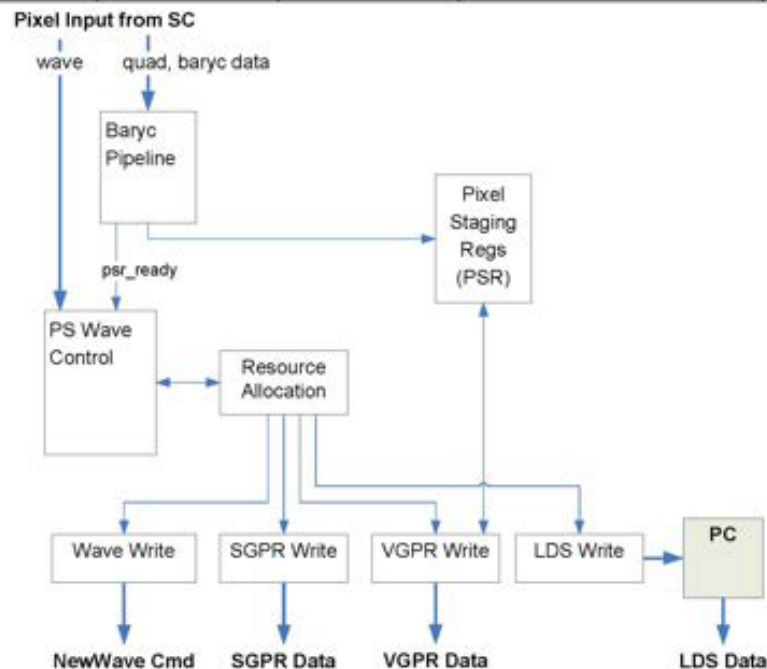 Pixel Input from SC
wave
quad, baryc data
Baryc
Pipeline
Pixel
Staging
Regs
(PSR)
psr_ready
PS Wave
Control
Resource
Allocation
Wave Write
SGPR Write
VGPR Write
LDS Write
PC
NewWave Cmd
SGPR Data
VGPR Data
LDS Data